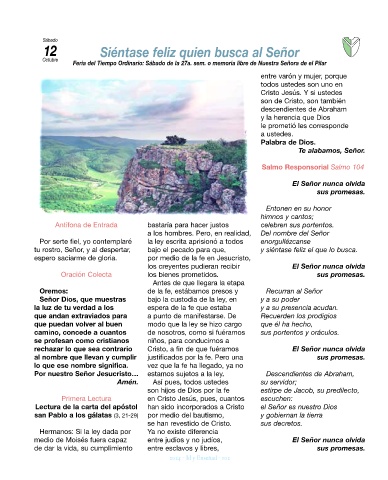 Sábado
12
Octubre
Siéntase feliz quien busca al Señor
Feria del Tiempo Ordinario: Sábado de la 27a. sem. o memoria libre de Nuestra Señora de el Pilar
Antífona de Entrada
Por serte fiel, yo contemplaré
tu rostro, Señor, y al despertar,
espero saciarme de gloria.
Oración Colecta
Oremos:
Señor Dios, que muestras
la luz de tu verdad a los
que andan extraviados para
que puedan volver al buen
camino, concede a cuantos
se profesan como cristianos
rechazar lo que sea contrario
al nombre que llevan y cumplir
lo que ese nombre significa.
Por nuestro Señor Jesucristo…
Amén.
Primera Lectura
Lectura de la carta del apóstol
san Pablo a los gálatas (3, 21-29)
Hermanos: Si la ley dada por
medio de Moisés fuera capaz
de dar la vida, su cumplimiento
bastaría para hacer justos
a los hombres. Pero, en realidad,
la ley escrita aprisionó a todos
bajo el pecado para que,
por medio de la fe en Jesucristo,
los creyentes pudieran recibir
los bienes prometidos.
Antes de que llegara la etapa
de la fe, estábamos presos y
bajo la custodia de la ley, en
espera de la fe que estaba
a punto de manifestarse. De
modo que la ley se hizo cargo
de nosotros, como si fuéramos
niños, para conducirnos a
Cristo, a fin de que fuéramos
justificados por la fe. Pero una
vez que la fe ha llegado, ya no
estamos sujetos a la ley.
Así pues, todos ustedes
son hijos de Dios por la fe
en Cristo Jesús, pues, cuantos
han sido incorporados a Cristo
por medio del bautismo,
se han revestido de Cristo.
Ya no existe diferencia
entre judíos y no judíos,
entre esclavos y libres,
entre varón y mujer, porque
todos ustedes son uno en
Cristo Jesús. Y si ustedes
son de Cristo, son también
descendientes de Abraham
y la herencia que Dios
le prometió les corresponde
a ustedes.
Palabra de Dios.
Te alabamos, Señor.
Salmo Responsorial Salmo 104
El Señor nunca olvida
sus promesas.
Entonen en su honor
himnos y cantos;
celebren sus portentos.
Del nombre del Señor
enorgullézcanse
y siéntase feliz el que lo busca.
El Señor nunca olvida
sus promesas.
Recurran al Señor
y a su poder
y a su presencia acudan.
Recuerden los prodigios
que él ha hecho,
sus portentos y oráculos.
El Señor nunca olvida
sus promesas.
Descendientes de Abraham,
su servidor;
estirpe de Jacob, su predilecto,
escuchen:
el Señor es nuestro Dios
y gobiernan la tierra
sus decretos.
El Señor nunca olvida
sus promesas.